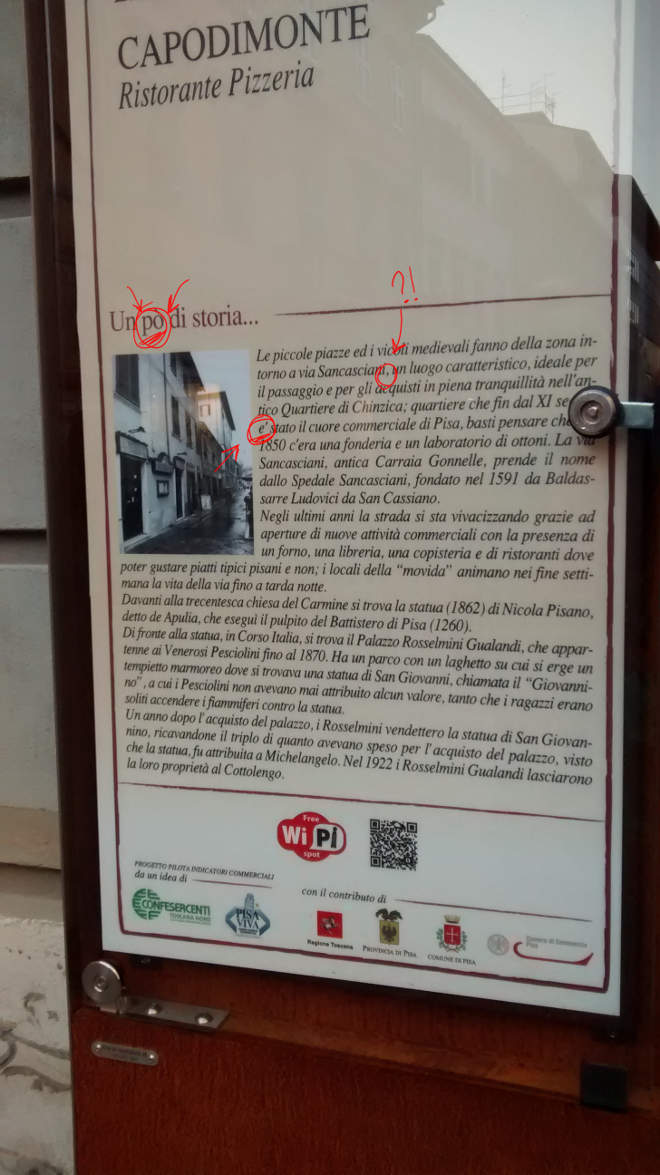 CAPODIMONTE
Ristorante Pizzeria
?!
Un po di storia...
Le piccole piazze ed i vicoli medievali fanno della zona in-
torno a via Sancasciani, un luogo caratteristico, ideale per
il passaggio e per gli acquisti in piena tranquillità nell'an-
tico Quartiere di Chinzica; quartiere che fin dal XI
e' stato il cuore commerciale di Pisa, basti pensare che
1850 c'era una fonderia e un laboratorio di ottoni. La via
Sancasciani, antica Carraia Gonnelle, prende il nome
dallo Spedale Sancasciani, fondato nel 1591 da Baldas-
sarre Ludovici da San Cassiano.
Negli ultimi anni la strada si sta vivacizzando grazie ad
aperture di nuove attività commerciali con la presenza di
un forno, una libreria, una copisteria e di ristoranti dove
poter gustare piatti tipici pisani e non; i locali della “movida” animano nei fine setti-
mana la vita della via fino a tarda notte.
Davanti alla trecentesca chiesa del Carmine si trova la statua (1862) di Nicola Pisano,
detto de Apulia, che eseguì il pulpito del Battistero di Pisa (1260).
Di fronte alla statua, in Corso Italia, si trova il Palazzo Rosselmini Gualandi, che appar-
tenne ai Venerosi Pesciolini fino al 1870. Ha un parco con un laghetto su cui si erge un
tempietto marmoreo dove si trovava una statua di San Giovanni, chiamata il “Giovanni-
no”, a cui i Pesciolini non avevano mai attribuito alcun valore, tanto che i ragazzi erano
soliti accendere i fiammiferi contro la statua.
Un anno dopo l'acquisto del palazzo, i Rosselmini vendettero la statua di San Giovan-
nino, ricavandone il triplo di quanto avevano speso per l'acquisto del palazzo, visto
che la statua, fu attribuita a Michelangelo. Nel 1922 i Rosselmini Gualandi lasciarono
la loro proprietà al Cottolengo.
Free
Wi Pi
spot
PROGETTO PILOTA INDICATORI COMMERCIALI
da un idea di
con il contributo di
CONFESERCENTI
TOSCANA NORD
PISA
VIVA
Regione Toscana
PROVINCIA DI PISA
COMUNE DI PISA
Camera di Commercio
Pisa